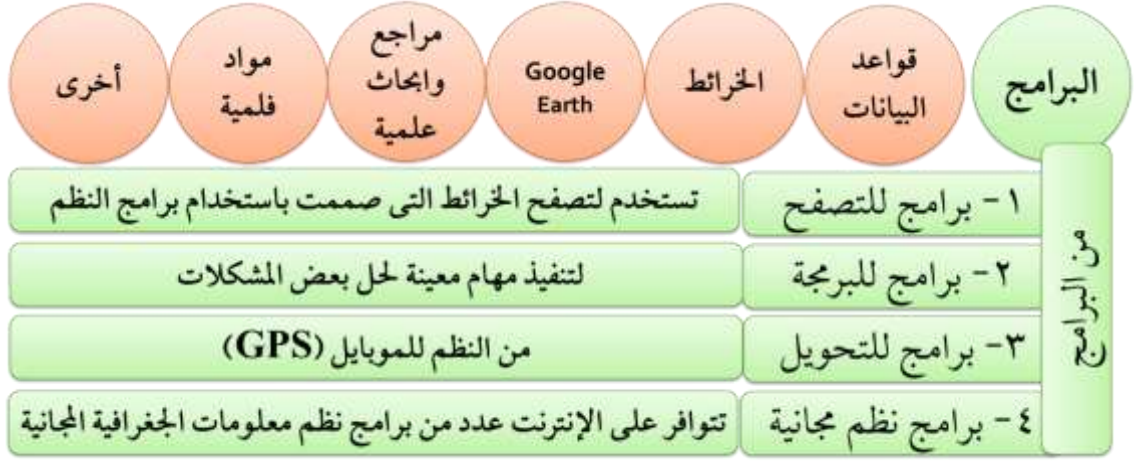 البرامج
قواعد
البيانات
الخرائط
Google
Earth
مراجع
وابحاث
علمية
مواد
فلمية
أخرى
من البرامج
١- برامج للتصفح
تستخدم لتصفح الخرائط التى صممت باستخدام برامج النظم
٢- برامج للبرمجة
لتنفيذ مهام معينة لحل بعض المشكلات
٣- برامج للتحويل
من النظم للموبايل (GPS)
٤- برامج نظم مجانية
تتوافر على الإنترنت عدد من برامج نظم معلومات الجغرافية المجانية